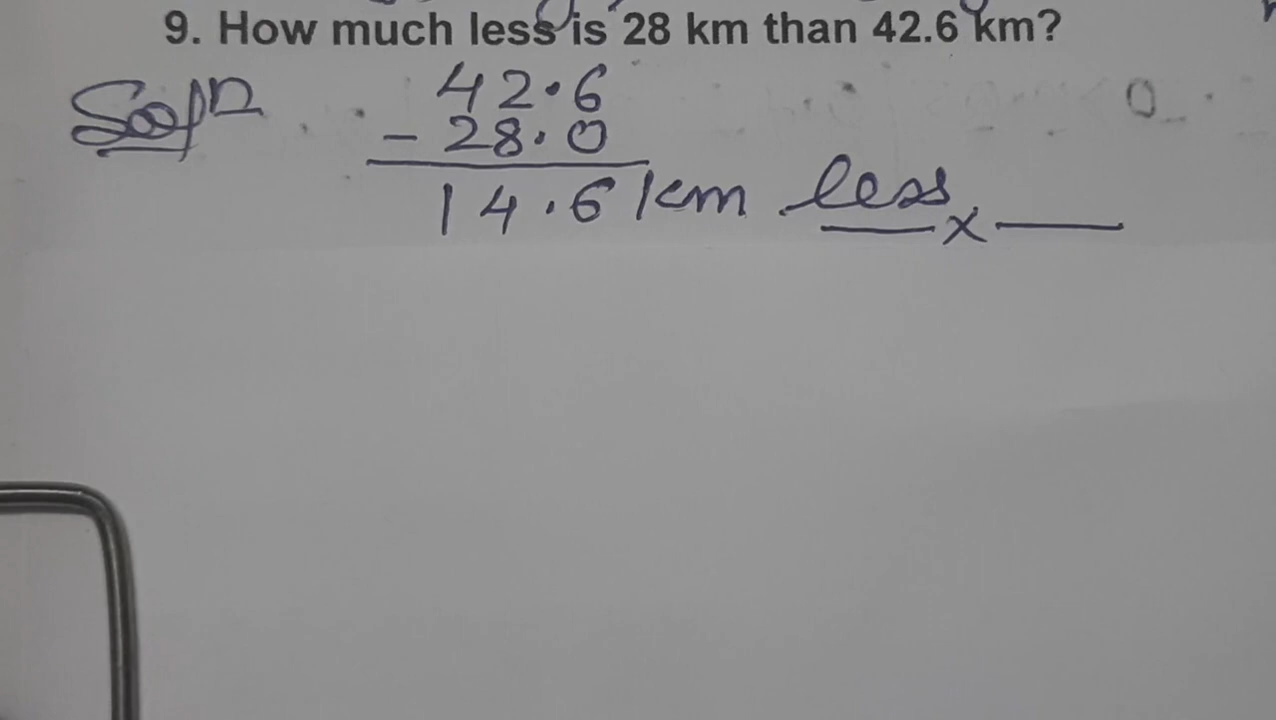 9. How much less is 28 km than 42.6 km?
Soln 42.6
- 28.0
14.6 km less